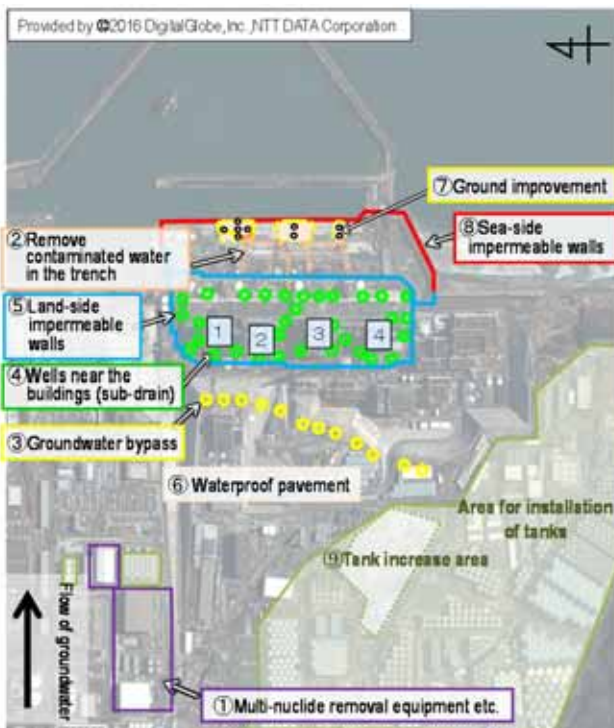 Provided by ©2016 DigitalGlobe, Inc., NTT DATA Corporation
⑦Ground improvement
②Remove
contaminated water
in the trench
⑧Sea-side
impermeable walls
⑤Land-side
impermeable
walls
1
2
3
4
④Wells near the
buildings (sub-drain)
③Groundwater bypass
⑥ Waterproof pavement
Area for installation
of tanks
⑨Tank increase area
Flow of groundwater
①Multi-nuclide removal equipment etc.